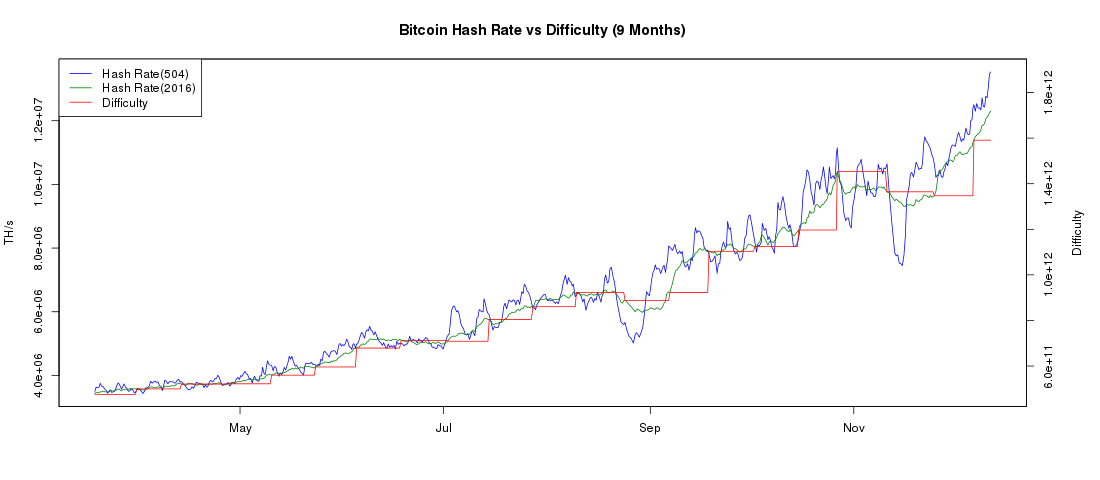 Bitcoin Hash Rate vs Difficulty (9 Months)
Hash Rate(504)
Hash Rate(2016)
Difficulty
TH/s
1.2e+07
1.0e+07
8.0e+06
6.0e+06
4.0e+06
1.8e+12
1.4e+12
1.0e+12
6.0e+11
Difficulty
May
Jul
Sep
Nov